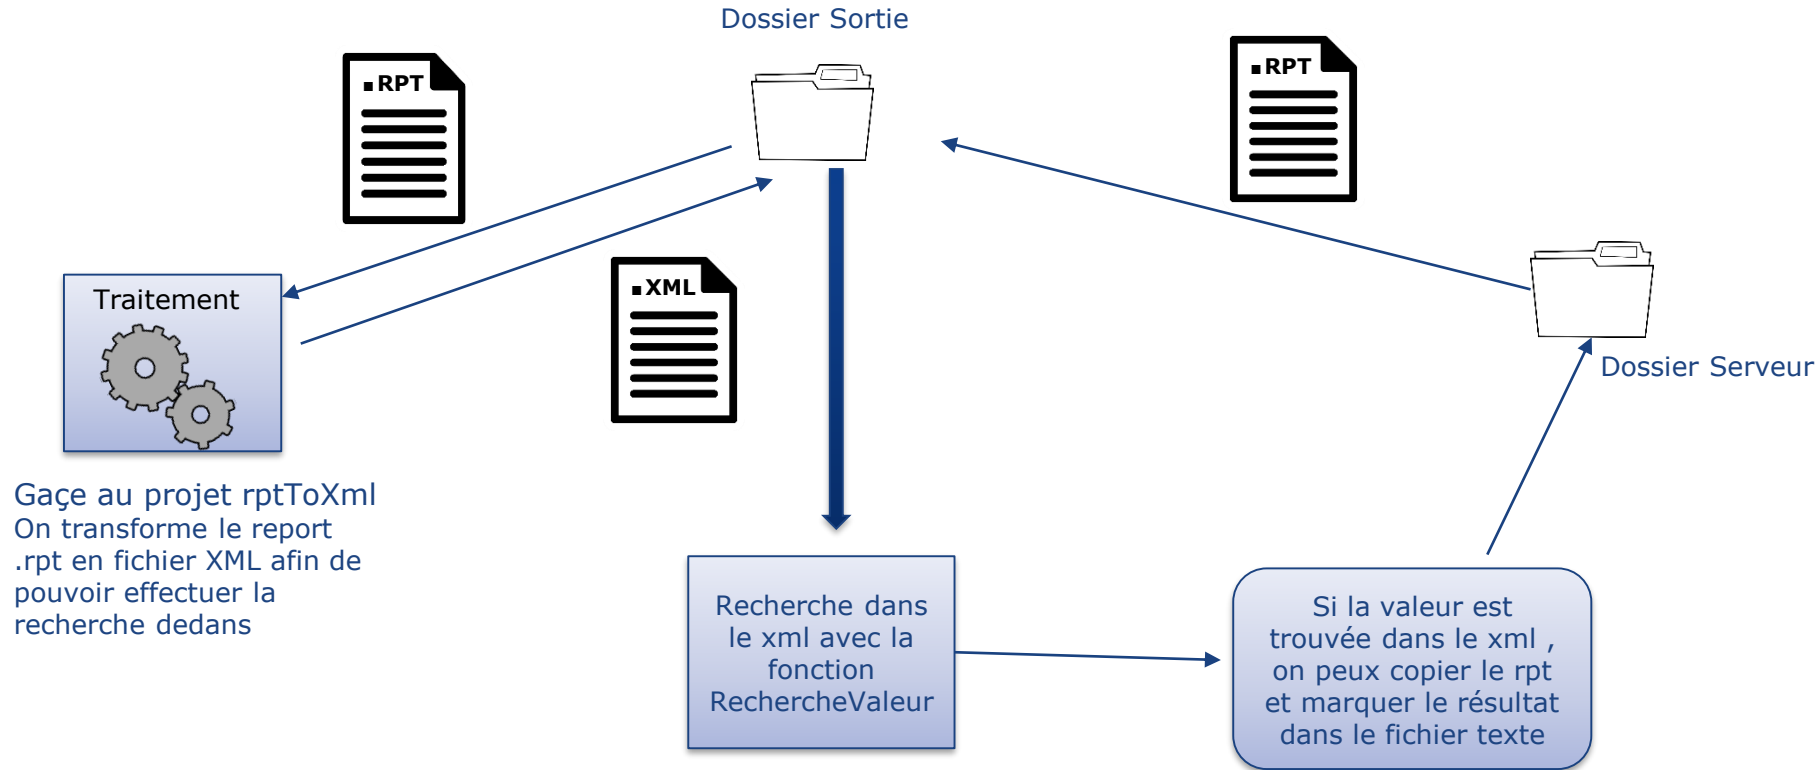 Dossier Sortie
.RPT
.RPT
.XML
Traitement
Dossier Serveur
Gaçe au projet rptToXml
On transforme le report
.rpt en fichier XML afin de
pouvoir effectuer la
recherche dedans
Recherche dans
le xml avec la
fonction
RechercheValeur
Si la valeur est
trouvée dans le xml ,
on peux copier le rpt
et marquer le résultat
dans le fichier texte